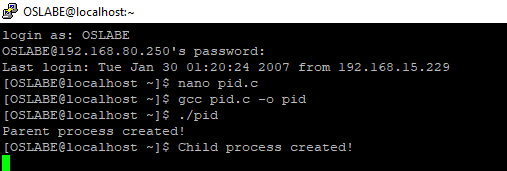 OSLABE@localhost:~
login as: OSLABE
OSLABE@192.168.80.250's password:
Last login: Tue Jan 30 01:20:24 2007 from 192.168.15.229
[OSLABE@localhost ~]$ nano pid.c
[OSLABE@localhost ~]$ gcc pid.c -o pid
[OSLABE@localhost ~]$ ./pid
Parent process created!
[OSLABE@localhost ~]$ Child process created!